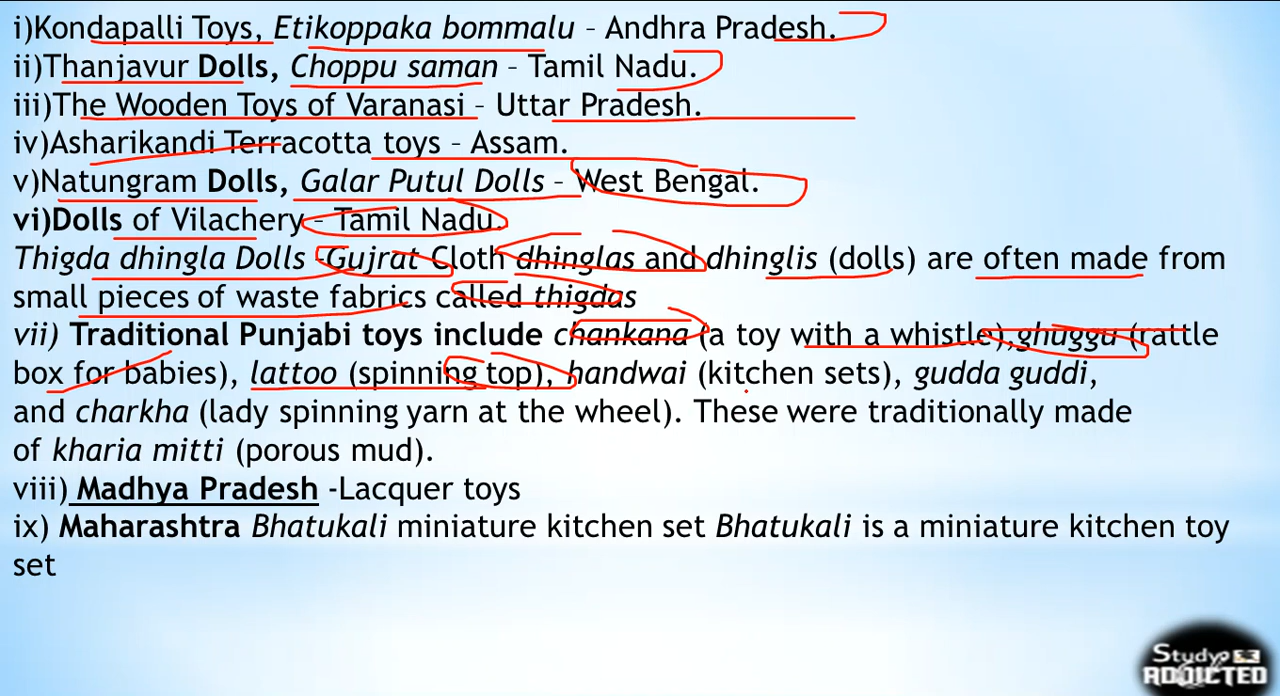 i)Kondapalli Toys, Etikoppaka bommalu – Andhra Pradesh.
ii)Thanjavur Dolls, Choppu saman – Tamil Nadu.
iii)The Wooden Toys of Varanasi – Uttar Pradesh.
iv)Asharikandi Terracotta toys – Assam.
v)Natungram Dolls, Galar Putul Dolls – West Bengal.
vi)Dolls of Vilachery – Tamil Nadu.
Thigda dhingla Dolls -Gujrat Cloth dhinglas and dhinglis (dolls) are often made from
small pieces of waste fabrics called thigdas
vii) Traditional Punjabi toys include chankana (a toy with a whistle),ghuggu (rattle
box for babies), lattoo (spinning top), handwai (kitchen sets), gudda guddi,
and charkha (lady spinning yarn at the wheel). These were traditionally made
of kharia mitti (porous mud).
viii) Madhya Pradesh -Lacquer toys
ix) Maharashtra Bhatukali miniature kitchen set Bhatukali is a miniature kitchen toy
set
Study
ADDICTED